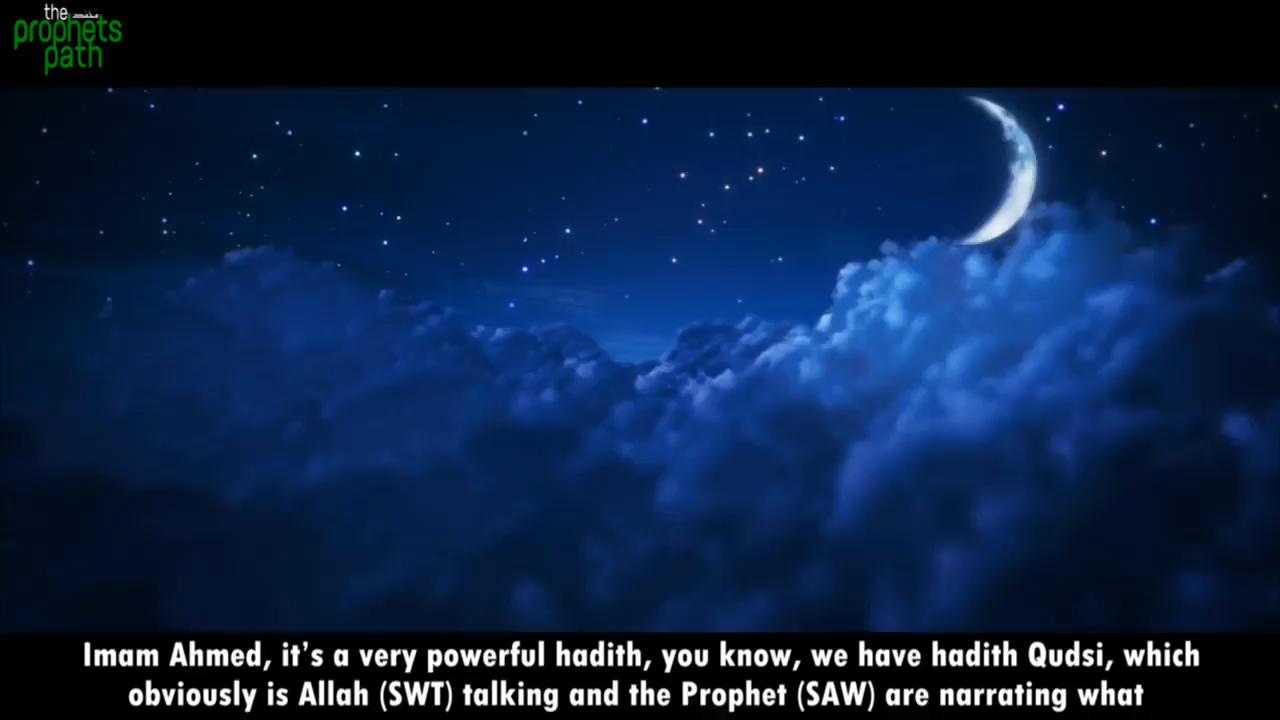 the محمد
prophets
path
Imam Ahmed, it's a very powerful hadith, you know, we have hadith Qudsi, which
obviously is Allah (SWT) talking and the Prophet (SAW) are narrating what